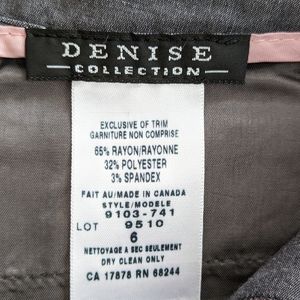 DENISE
COLLECTION
EXCLUSIVE OF TRIM
GARNITURE NON COMPRISE
65% RAYON/RAYONNE
32% POLYESTER
3% SPANDEX
FAIT AU/MADE IN CANADA
STYLE/MODELE
9103-741
LOT 9510
6
NETTOYAGE A SEC SEULEMENT
DRY CLEAN ONLY
CA 17878 RN 68244